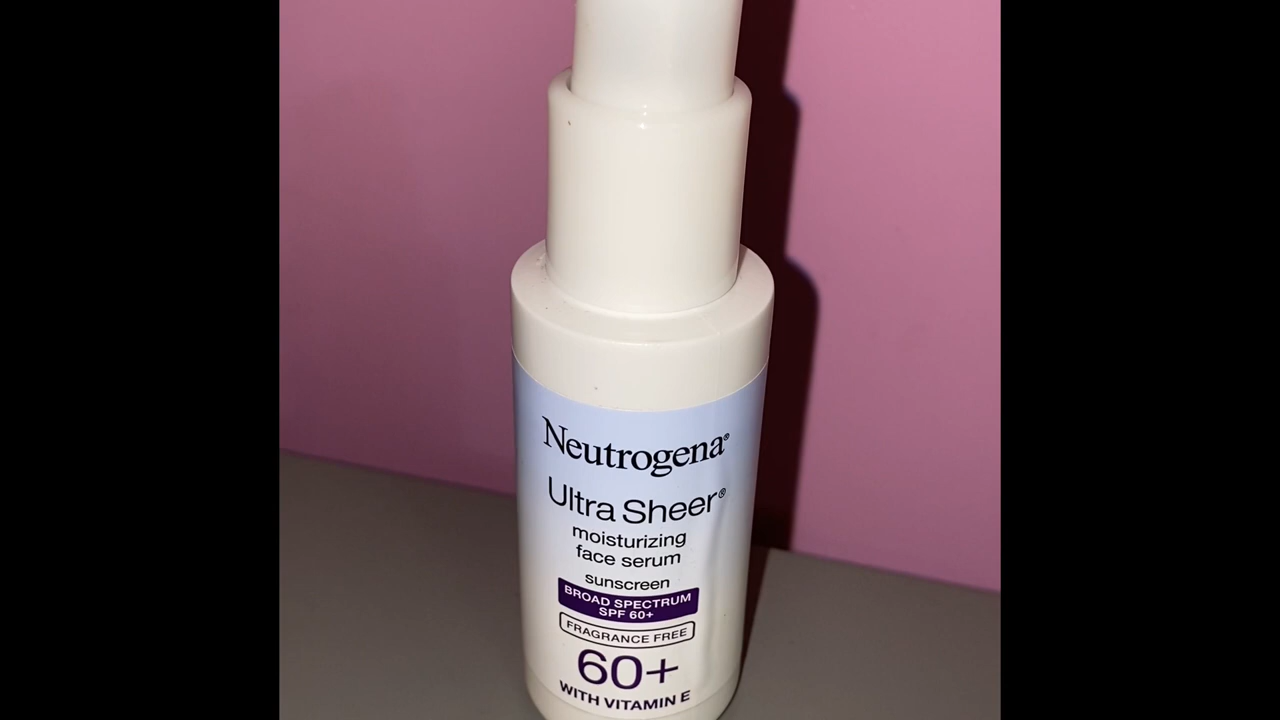 Neutrogena®
Ultra Sheer®
moisturizing
face serum
sunscreen
BROAD SPECTRUM
SPF 60+
FRAGRANCE FREE
60+
WITH VITAMIN E